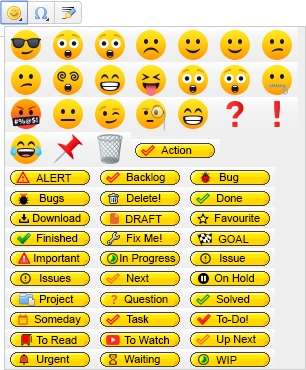 Ω
#%@$!
Action
ALERT Backlog Bug
Bugs Delete! Done
Download DRAFT Favourite
Finished Fix Me! GOAL
Important In Progress Issue
Issues Next On Hold
Project Question Solved
Someday Task To-Do!
To Read To Watch Up Next
Urgent Waiting WIP